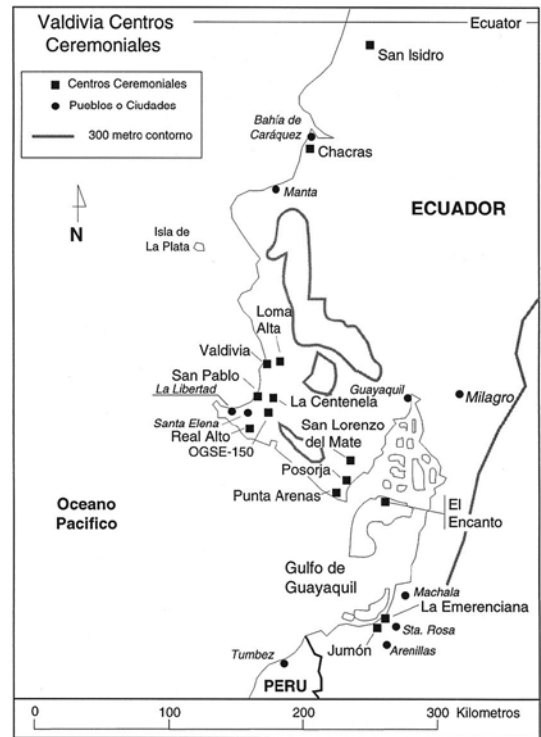 Valdivia Centros
Ceremoniales
Centros Ceremoniales
Pueblos o Ciudades
300 metro contorno
Ecuator
San Isidro
Bahía de
Caráquez
Chacras
Manta
ECUADOR
N
Isla de
La Plata
Loma
Alta
Valdivia
San Pablo
La Libertad
La Centenela
Guayaquil
Milagro
Santa Elena
Real Alto
OGSE-150
San Lorenzo
del Mate
Posorja
Punta Arenas
El
Encanto
Oceano
Pacifico
Gulfo de
Guayaquil
Machala
La Emerenciana
Sta. Rosa
Jumón
Arenillas
Tumbez
PERU
0 100 200 300 Kilometros